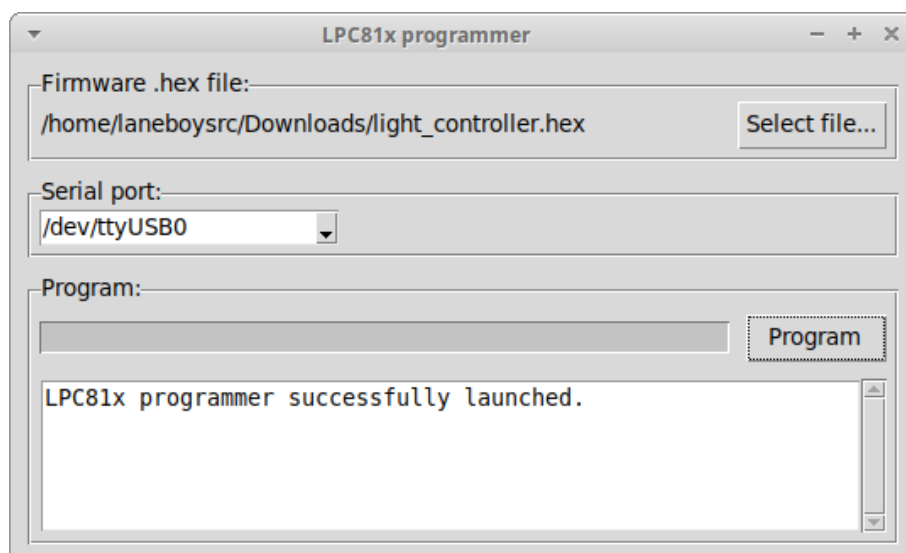 LPC81x programmer
Firmware .hex file:
/home/laneboysrc/Downloads/light_controller.hex Select file...
Serial port:
/dev/ttyUSB0
Program:
Program
LPC81x programmer successfully launched.